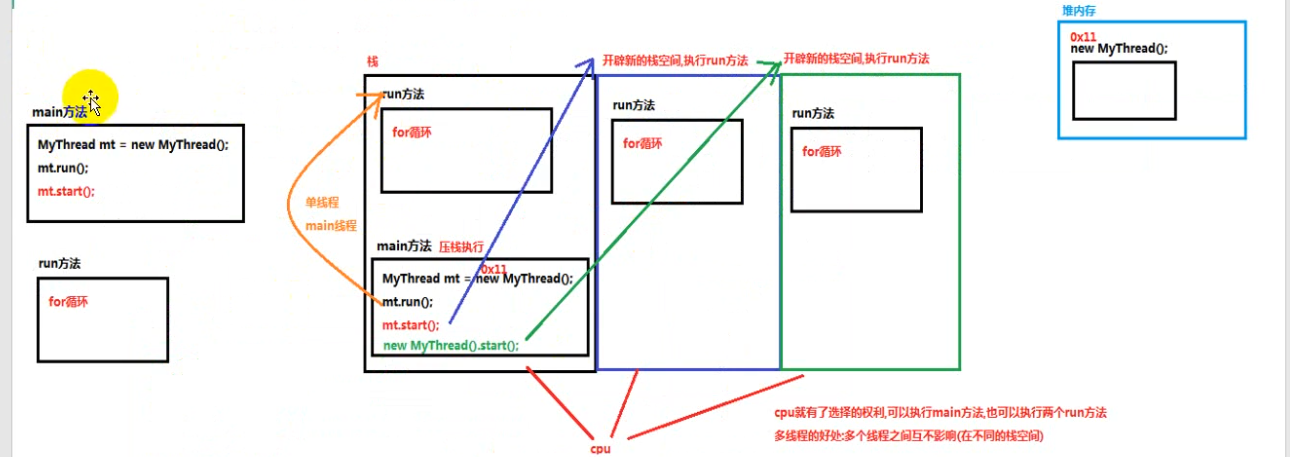 main方法
MyThread mt = new MyThread();
mt.run();
mt.start();
run方法
for循环
单线程
main线程
栈
run方法
for循环
main方法 压栈执行
0x11
MyThread mt = new MyThread();
mt.run();
mt.start();
new MyThread().start();
开辟新的栈空间,执行run方法
run方法
for循环
开辟新的栈空间,执行run方法
run方法
for循环
堆内存
0x11
new MyThread();
cpu
cpu就有了选择的权利,可以执行main方法,也可以执行两个run方法
多线程的好处:多个线程之间互不影响(在不同的栈空间)